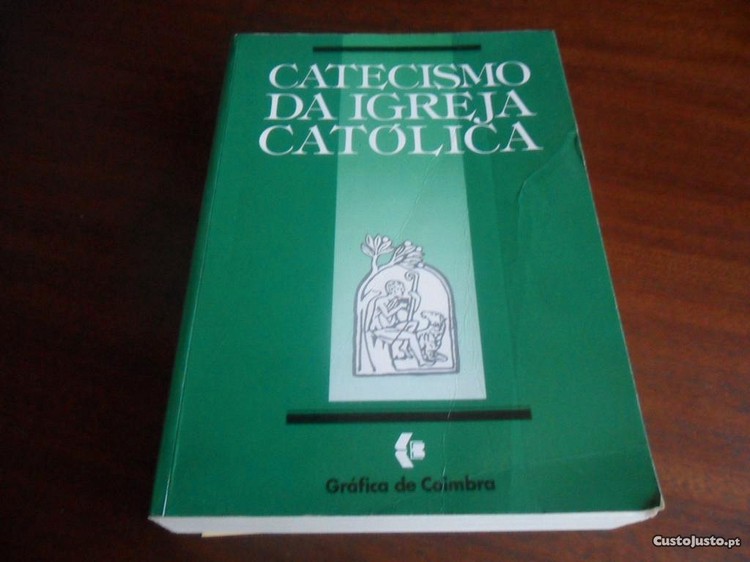 CATECISMO
DA IGREJA
CATÓLICA
Gráfica de Coimbra
CustoJusto.pt